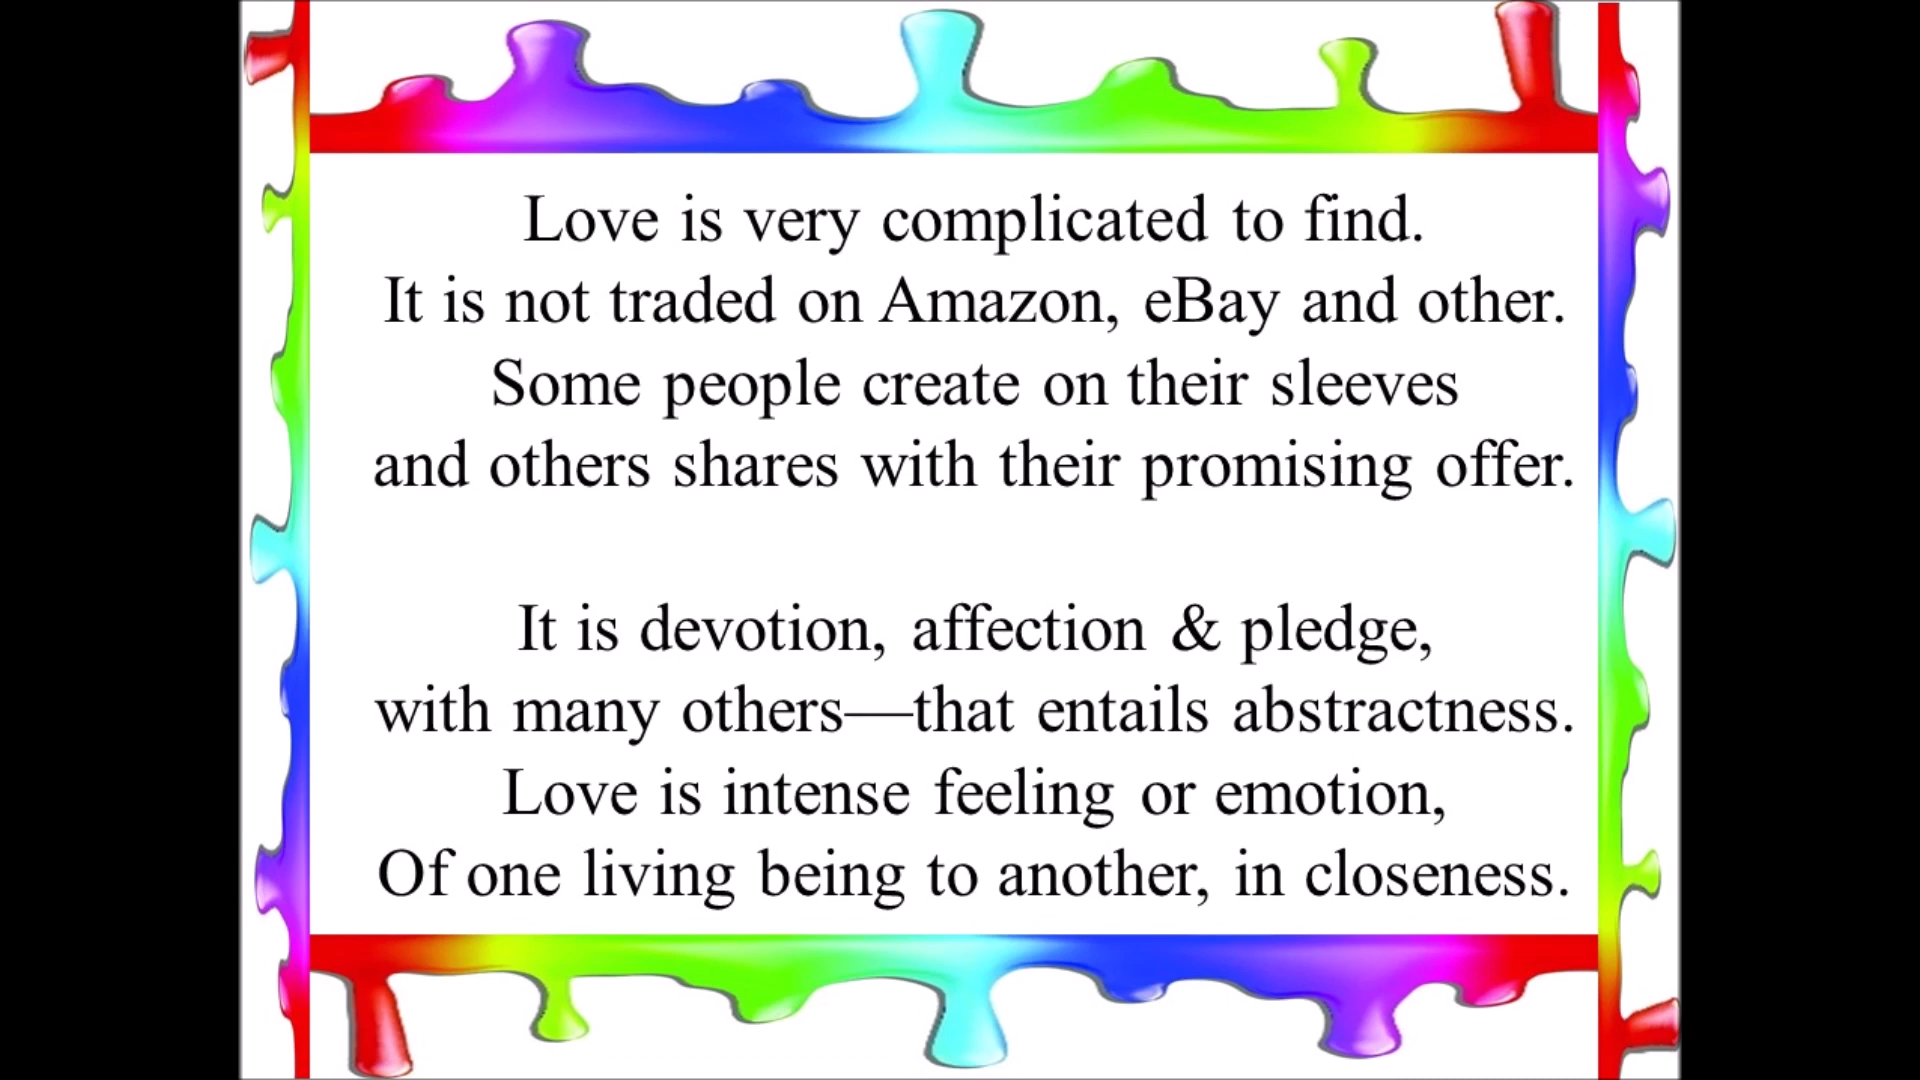 Love is very complicated to find.
It is not traded on Amazon, eBay and other.
Some people create on their sleeves
and others shares with their promising offer.
It is devotion, affection & pledge,
with many others—that entails abstractness.
Love is intense feeling or emotion,
Of one living being to another, in closeness.